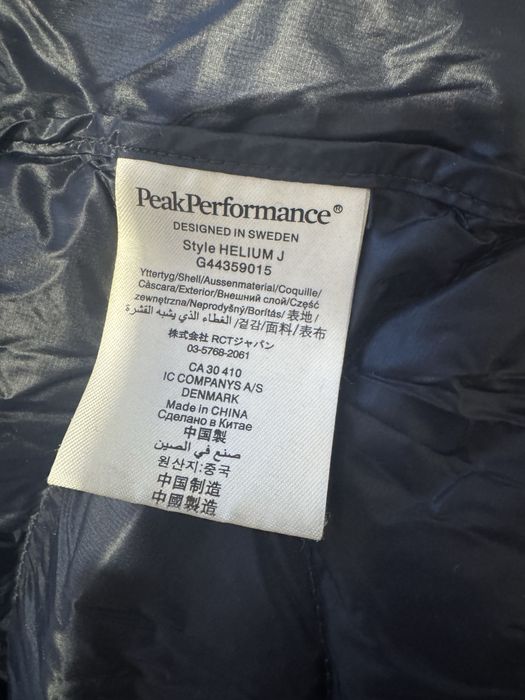 PeakPerformance®
DESIGNED IN SWEDEN
Style HELIUM J
G44359015
Yttertyg/Shell/Aussenmaterial/Coquille/
Càscara/Exterior/Внешний слой/Część
zewnętrzna/Neprodyšný/Borítás/ 表地/
الغطاء الذي يشبه القشرة /겉감/面料/表布
株式会社 RCTジャパン
03-5768-2061
CA 30 410
IC COMPANYS A/S
DENMARK
Made in CHINA
Сделано в Китае
中国製
صنع في الصين
원산지:중국
中国制造
中國製造